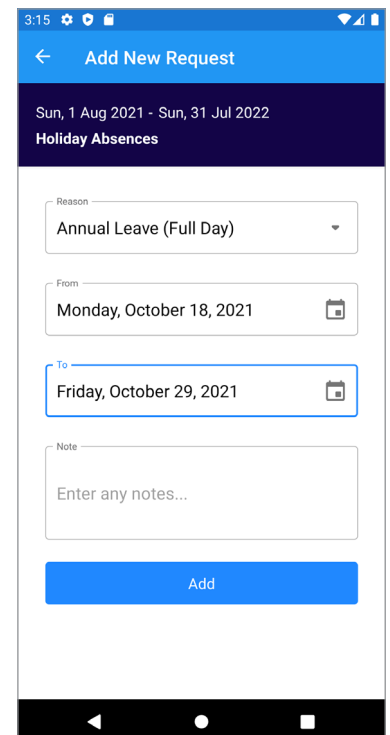 3:15
Add New Request
Sun, 1 Aug 2021 - Sun, 31 Jul 2022
Holiday Absences
Reason
Annual Leave (Full Day)
From
Monday, October 18, 2021
To
Friday, October 29, 2021
Note
Enter any notes...
Add